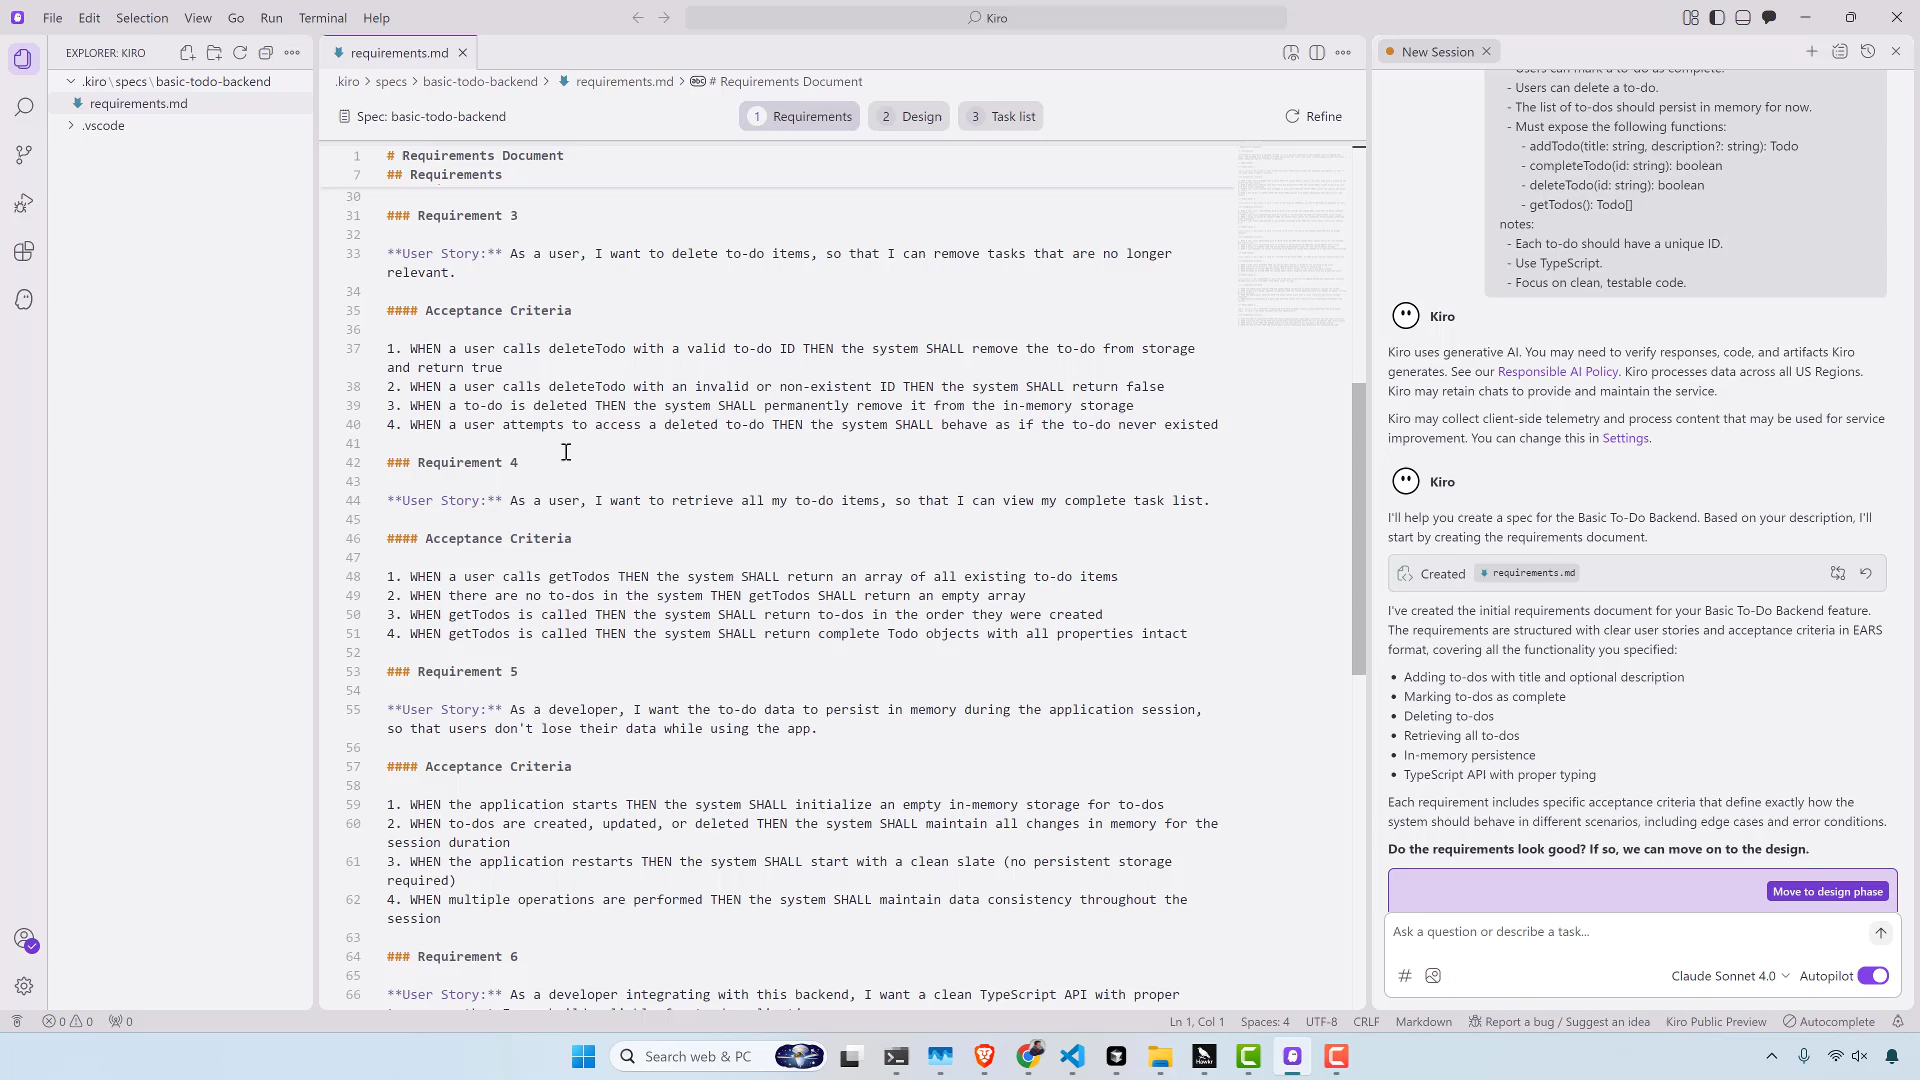 File Edit Selection View Go Run Terminal Help
Kiro
EXPLORER: KIRO
.kiro\specs\basic-todo-backend
requirements.md
.vscode
requirements.md
.kiro > specs > basic-todo-backend > requirements.md > # Requirements Document
Spec: basic-todo-backend
1 Requirements
2 Design
3 Task list
Refine
1 # Requirements Document
7 ## Requirements
30
31 ### Requirement 3
32
33 **User Story:** As a user, I want to delete to-do items, so that I can remove tasks that are no longer
relevant.
34
35 #### Acceptance Criteria
36
37 1. WHEN a user calls deleteTodo with a valid to-do ID THEN the system SHALL remove the to-do from storage
and return true
38 2. WHEN a user calls deleteTodo with an invalid or non-existent ID THEN the system SHALL return false
39 3. WHEN a to-do is deleted THEN the system SHALL permanently remove it from the in-memory storage
40 4. WHEN a user attempts to access a deleted to-do THEN the system SHALL behave as if the to-do never existed
41
42 ### Requirement 4
43
44 **User Story:** As a user, I want to retrieve all my to-do items, so that I can view my complete task list.
45
46 #### Acceptance Criteria
47
48 1. WHEN a user calls getTodos THEN the system SHALL return an array of all existing to-do items
49 2. WHEN there are no to-dos in the system THEN getTodos SHALL return an empty array
50 3. WHEN getTodos is called THEN the system SHALL return to-dos in the order they were created
51 4. WHEN getTodos is called THEN the system SHALL return complete Todo objects with all properties intact
52
53 ### Requirement 5
54
55 **User Story:** As a developer, I want the to-do data to persist in memory during the application session,
so that users don't lose their data while using the app.
56
57 #### Acceptance Criteria
58
59 1. WHEN the application starts THEN the system SHALL initialize an empty in-memory storage for to-dos
60 2. WHEN to-dos are created, updated, or deleted THEN the system SHALL maintain all changes in memory for the
session duration
61 3. WHEN the application restarts THEN the system SHALL start with a clean slate (no persistent storage
required)
62 4. WHEN multiple operations are performed THEN the system SHALL maintain data consistency throughout the
session
63
64 ### Requirement 6
65
66 **User Story:** As a developer integrating with this backend, I want a clean TypeScript API with proper
New Session
- Users can mark a to-do as complete.
- Users can delete a to-do.
- The list of to-dos should persist in memory for now.
- Must expose the following functions:
- addTodo(title: string, description?: string): Todo
- completeTodo(id: string): boolean
- deleteTodo(id: string): boolean
- getTodos(): Todo[]
notes:
- Each to-do should have a unique ID.
- Use TypeScript.
- Focus on clean, testable code.
Kiro
Kiro uses generative AI. You may need to verify responses, code, and artifacts Kiro
generates. See our Responsible AI Policy. Kiro processes data across all US Regions.
Kiro may retain chats to provide and maintain the service.
Kiro may collect client-side telemetry and process content that may be used for service
improvement. You can change this in Settings.
Kiro
I'll help you create a spec for the Basic To-Do Backend. Based on your description, I'll
start by creating the requirements document.
Created requirements.md
I've created the initial requirements document for your Basic To-Do Backend feature.
The requirements are structured with clear user stories and acceptance criteria in EARS
format, covering all the functionality you specified:
• Adding to-dos with title and optional description
• Marking to-dos as complete
• Deleting to-dos
• Retrieving all to-dos
• In-memory persistence
• TypeScript API with proper typing
Each requirement includes specific acceptance criteria that define exactly how the
system should behave in different scenarios, including edge cases and error conditions.
Do the requirements look good? If so, we can move on to the design.
Move to design phase
Ask a question or describe a task...
# Claude Sonnet 4.0 Autopilot
0 0 0
Ln 1, Col 1 Spaces: 4 UTF-8 CRLF Markdown Report a bug / Suggest an idea Kiro Public Preview Autocomplete
Search web & PC